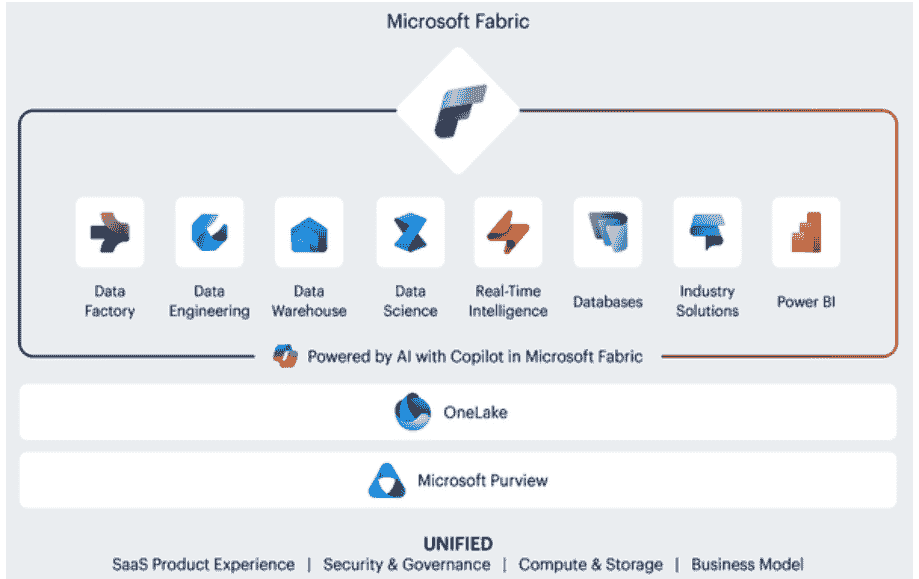 Microsoft Fabric
Data
Factory
Data
Engineering
Data
Warehouse
Data
Science
Real-Time
Intelligence
Databases
Industry
Solutions
Power BI
Powered by AI with Copilot in Microsoft Fabric
OneLake
Microsoft Purview
UNIFIED
SaaS Product Experience | Security & Governance | Compute & Storage | Business Model